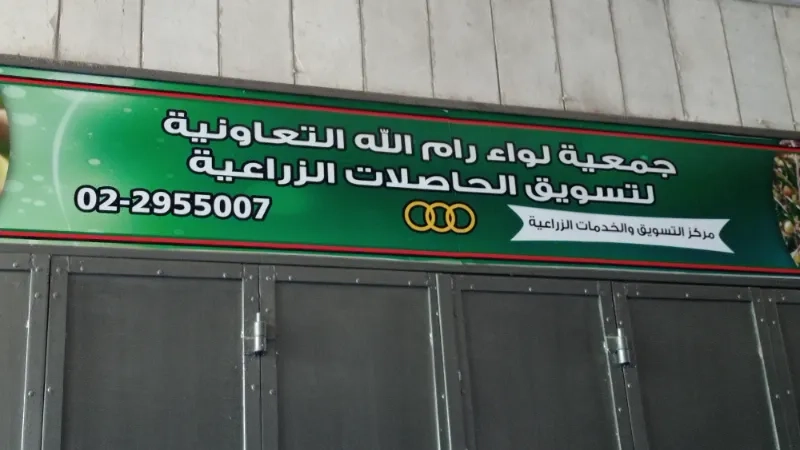 جمعية لواء رام الله التعاونية
لتسويق الحاصلات الزراعية
مركز التسويق والخدمات الزراعية
02-2955007